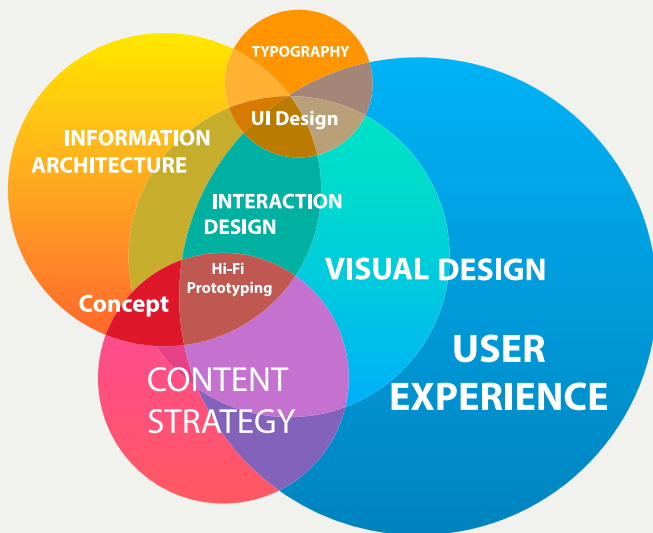 TYPOGRAPHY
UI Design
INFORMATION
ARCHITECTURE
INTERACTION
DESIGN
Hi-Fi
Prototyping
VISUAL DESIGN
Concept
USER
EXPERIENCE
CONTENT
STRATEGY